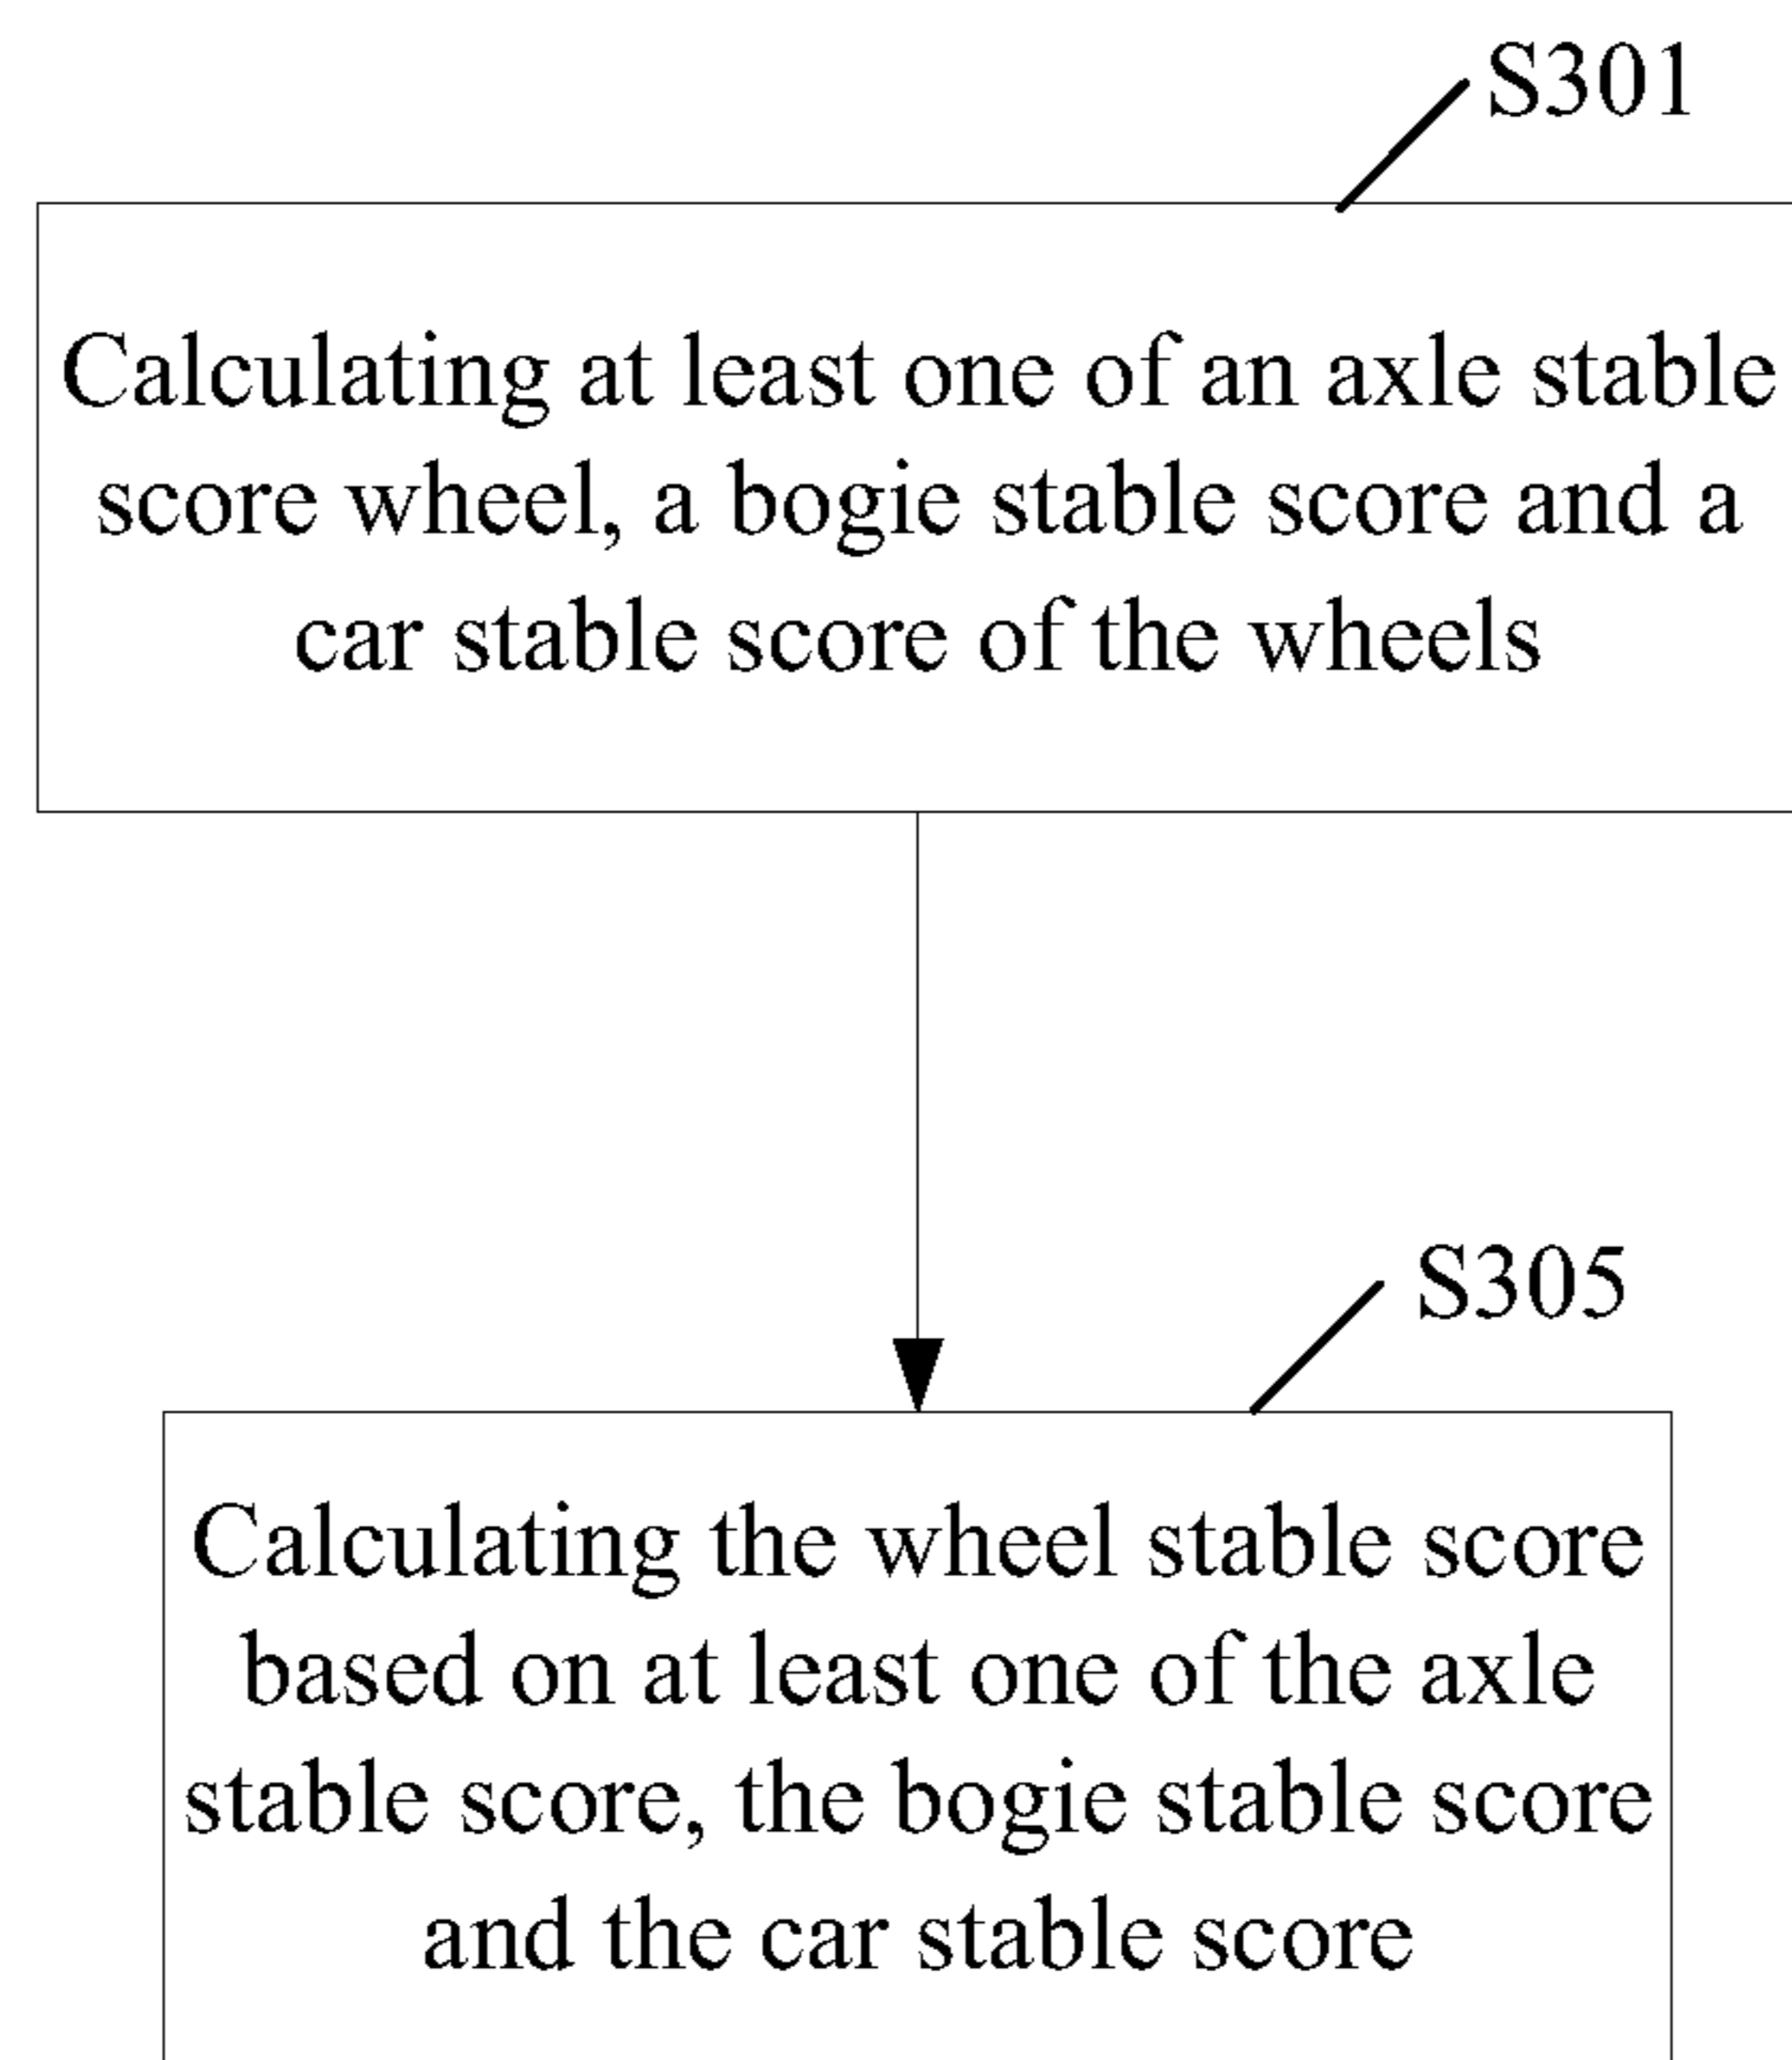 S301
Calculating at least one of an axle stable
score wheel, a bogie stable score and a
car stable score of the wheels
S305
Calculating the wheel stable score
based on at least one of the axle
stable score, the bogie stable score
and the car stable score